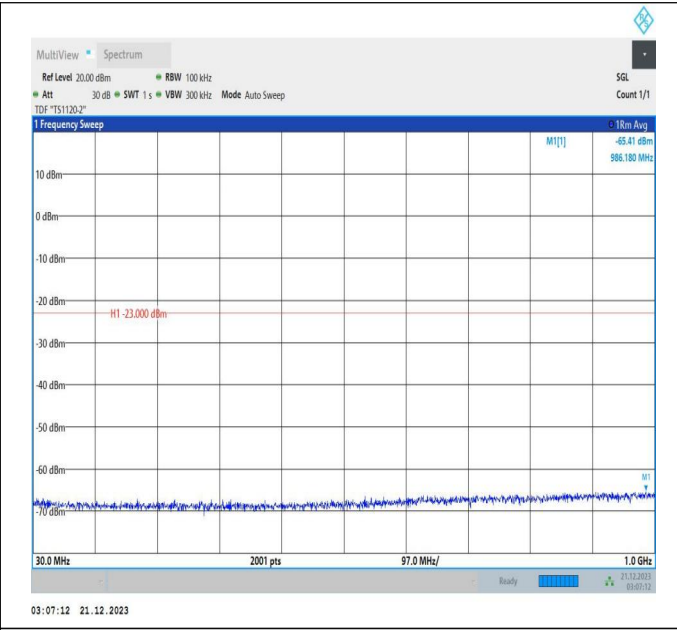 R S
MultiView Spectrum
Ref Level 20.00 dBm RBW 100 kHz SGL
Att 30 dB SWT 1 s VBW 300 kHz Mode Auto Sweep Count 1/1
TDF "TS1120-2"
1 Frequency Sweep 1Rm Avg
M1[1] -65.41 dBm
986.180 MHz
10 dBm
0 dBm
-10 dBm
-20 dBm
H1 -23.000 dBm
-30 dBm
-40 dBm
-50 dBm
-60 dBm
M1
-70 dBm
30.0 MHz 2001 pts 97.0 MHz/ 1.0 GHz
Ready 21.12.2023
03:07:12
03:07:12 21.12.2023